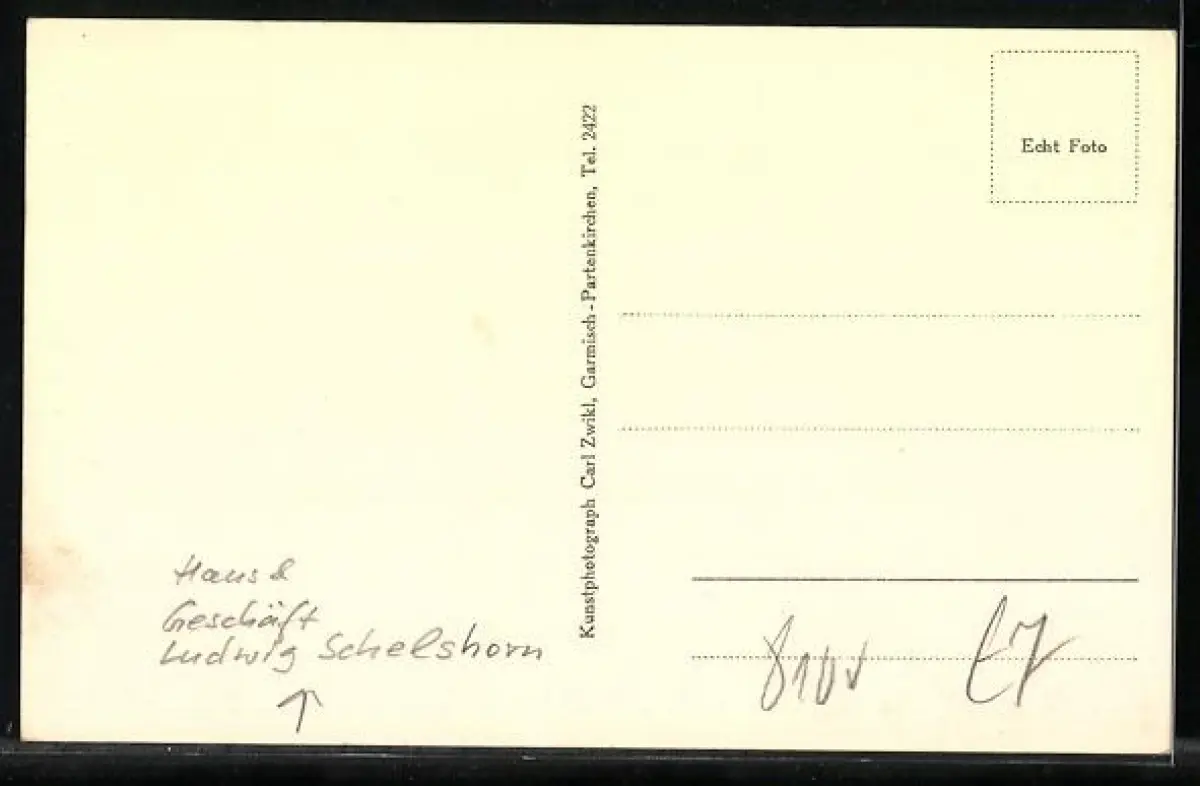 Haus &
Geschäft
Ludwig Schelshorn
Kunstphotograph Carl Zwikl, Garmisch-Partenkirchen, Tel. 2422
Echt Foto